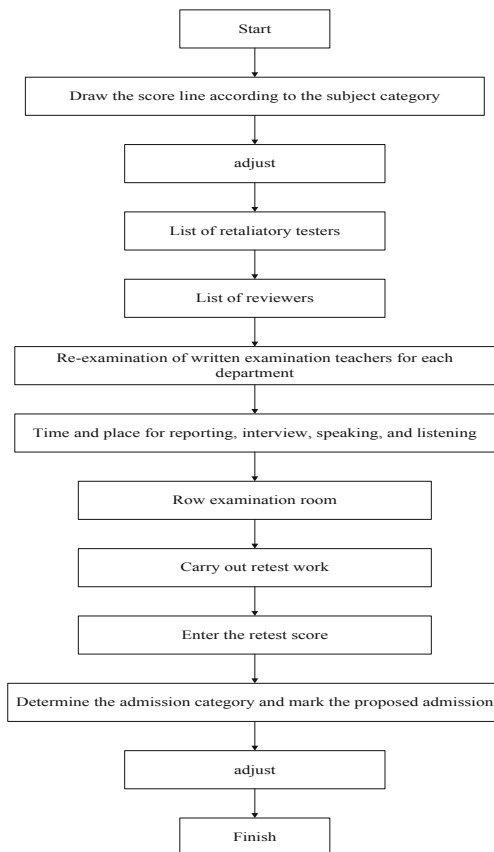 Start
Draw the score line according to the subject category
adjust
List of retaliatory testers
List of reviewers
Re-examination of written examination teachers for each
department
Time and place for reporting, interview, speaking, and listening
Row examination room
Carry out retest work
Enter the retest score
Determine the admission category and mark the proposed admission
adjust
Finish